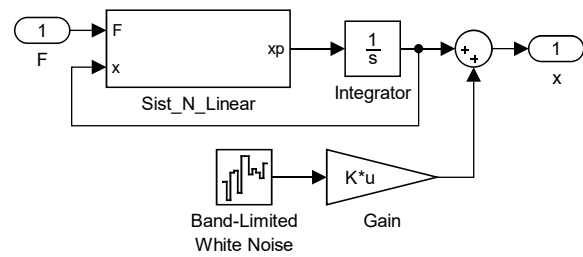 1
F
F
x
xp
Sist_N_Linear
1
s
Integrator
+
+
1
x
Band-Limited
White Noise
K*u
Gain